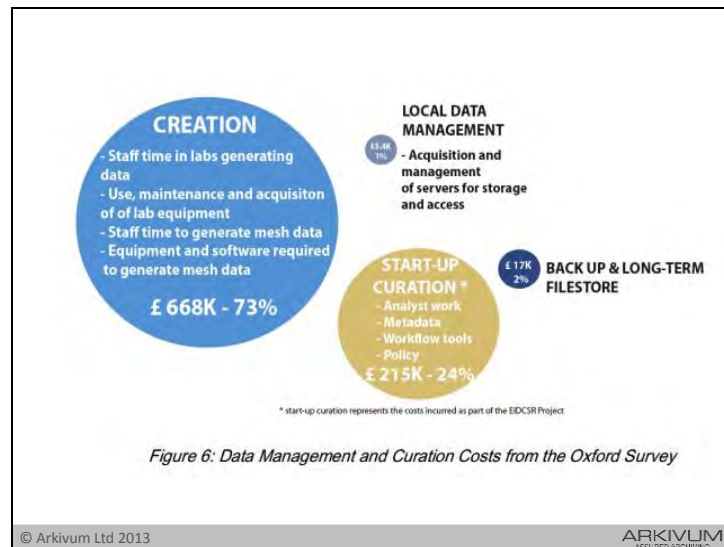 CREATION
- Staff time in labs generating
data
- Use, maintenance and acquisiton
of of lab equipment
- Staff time to generate mesh data
- Equipment and software required
to generate mesh data
£ 668K - 73%
LOCAL DATA
MANAGEMENT
£5.4K
1%
- Acquisition and
management
of servers for storage
and access
START-UP
CURATION *
- Analyst work
- Metadata
- Workflow tools
- Policy
£ 215K - 24%
£ 17K
2%
BACK UP & LONG-TERM
FILESTORE
* start-up curation represents the costs incurred as part of the EIDCSR Project
Figure 6: Data Management and Curation Costs from the Oxford Survey
© Arkivum Ltd 2013
ARKIVUM
ASSURED ARCHIVING